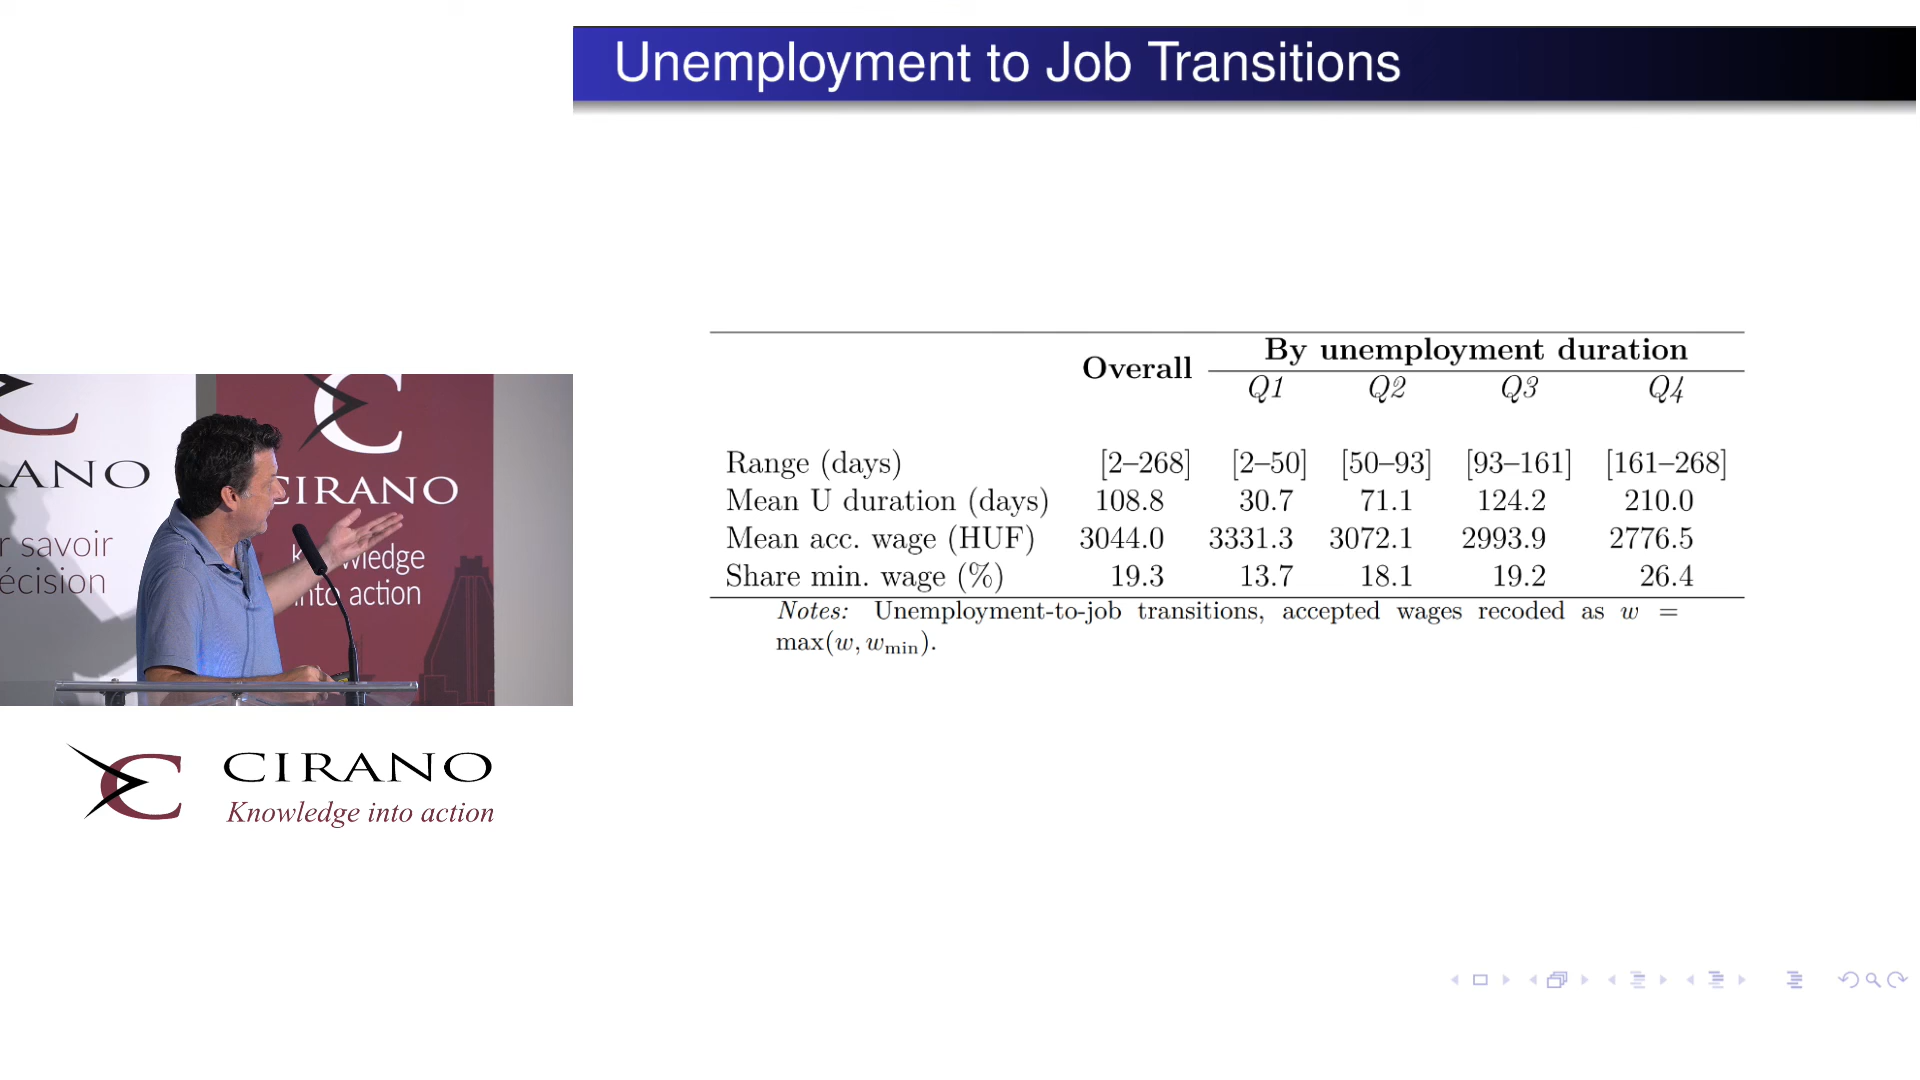 Unemployment to Job Transitions
By unemployment duration
Overall
Q1 Q2 Q3 Q4
Range (days) [2–268] [2–50] [50–93] [93–161] [161–268]
Mean U duration (days) 108.8 30.7 71.1 124.2 210.0
Mean acc. wage (HUF) 3044.0 3331.3 3072.1 2993.9 2776.5
Share min. wage (%) 19.3 13.7 18.1 19.2 26.4
Notes: Unemployment-to-job transitions, accepted wages recoded as w =
max(w, wmin).
ANO
r savoir
écision
CIRANO
into action
CIRANO
Knowledge into action